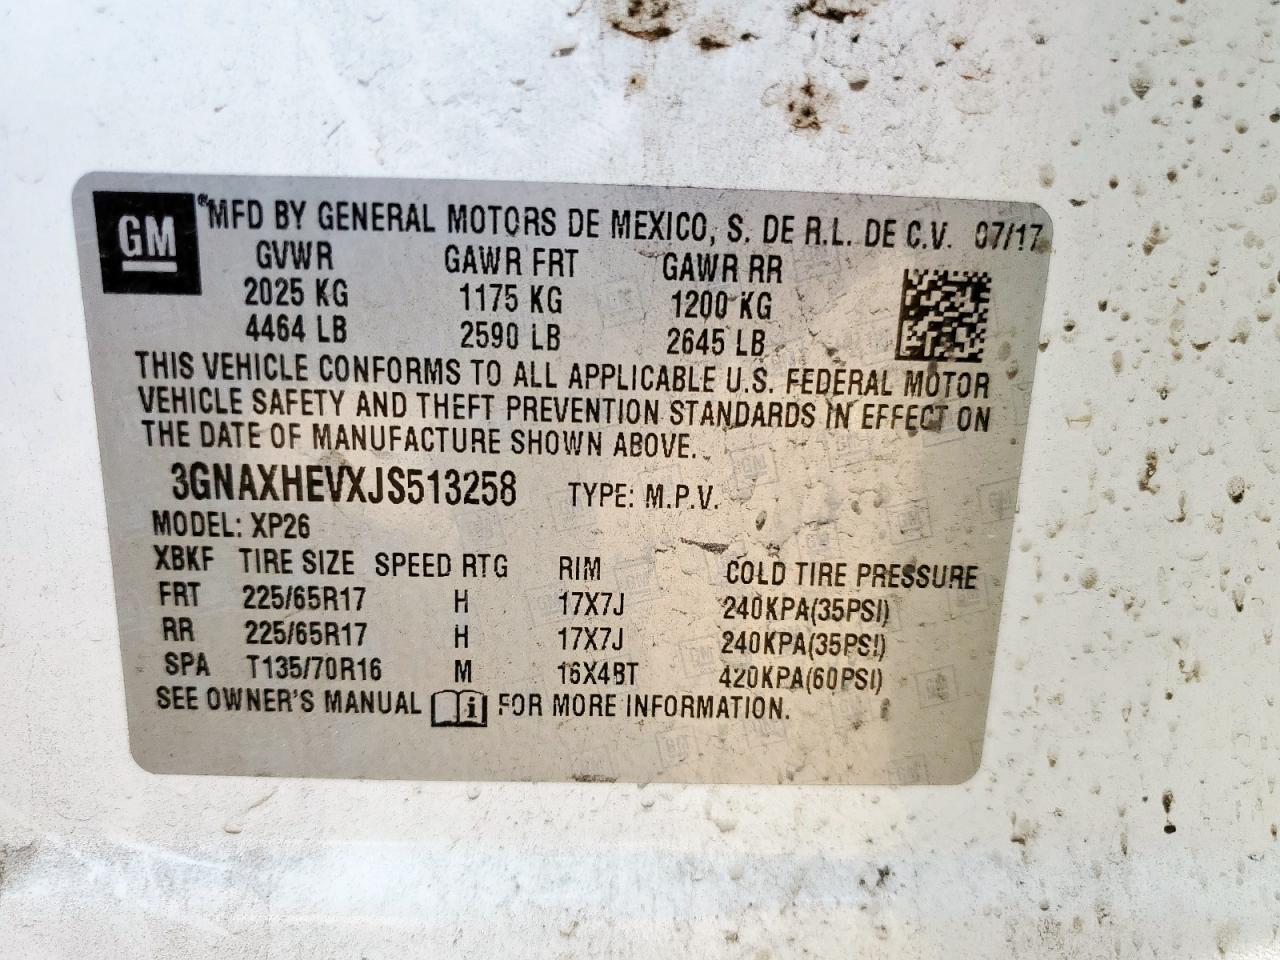 GM ® MFD BY GENERAL MOTORS DE MEXICO, S. DE R.L. DE C.V. 07/17
GVWR GAWR FRT GAWR RR
2025 KG 1175 KG 1200 KG
4464 LB 2590 LB 2645 LB
THIS VEHICLE CONFORMS TO ALL APPLICABLE U.S. FEDERAL MOTOR
VEHICLE SAFETY AND THEFT PREVENTION STANDARDS IN EFFECT ON
THE DATE OF MANUFACTURE SHOWN ABOVE.
3GNAXHEVXJS513258 TYPE: M.P.V.
MODEL: XP26
XBKF TIRE SIZE SPEED RTG RIM COLD TIRE PRESSURE
FRT 225/65R17 H 17X7J 240KPA(35PSI)
RR 225/65R17 H 17X7J 240KPA(35PSI)
SPA T135/70R16 M 16X4BT 420KPA(60PSI)
SEE OWNER'S MANUAL i FOR MORE INFORMATION.